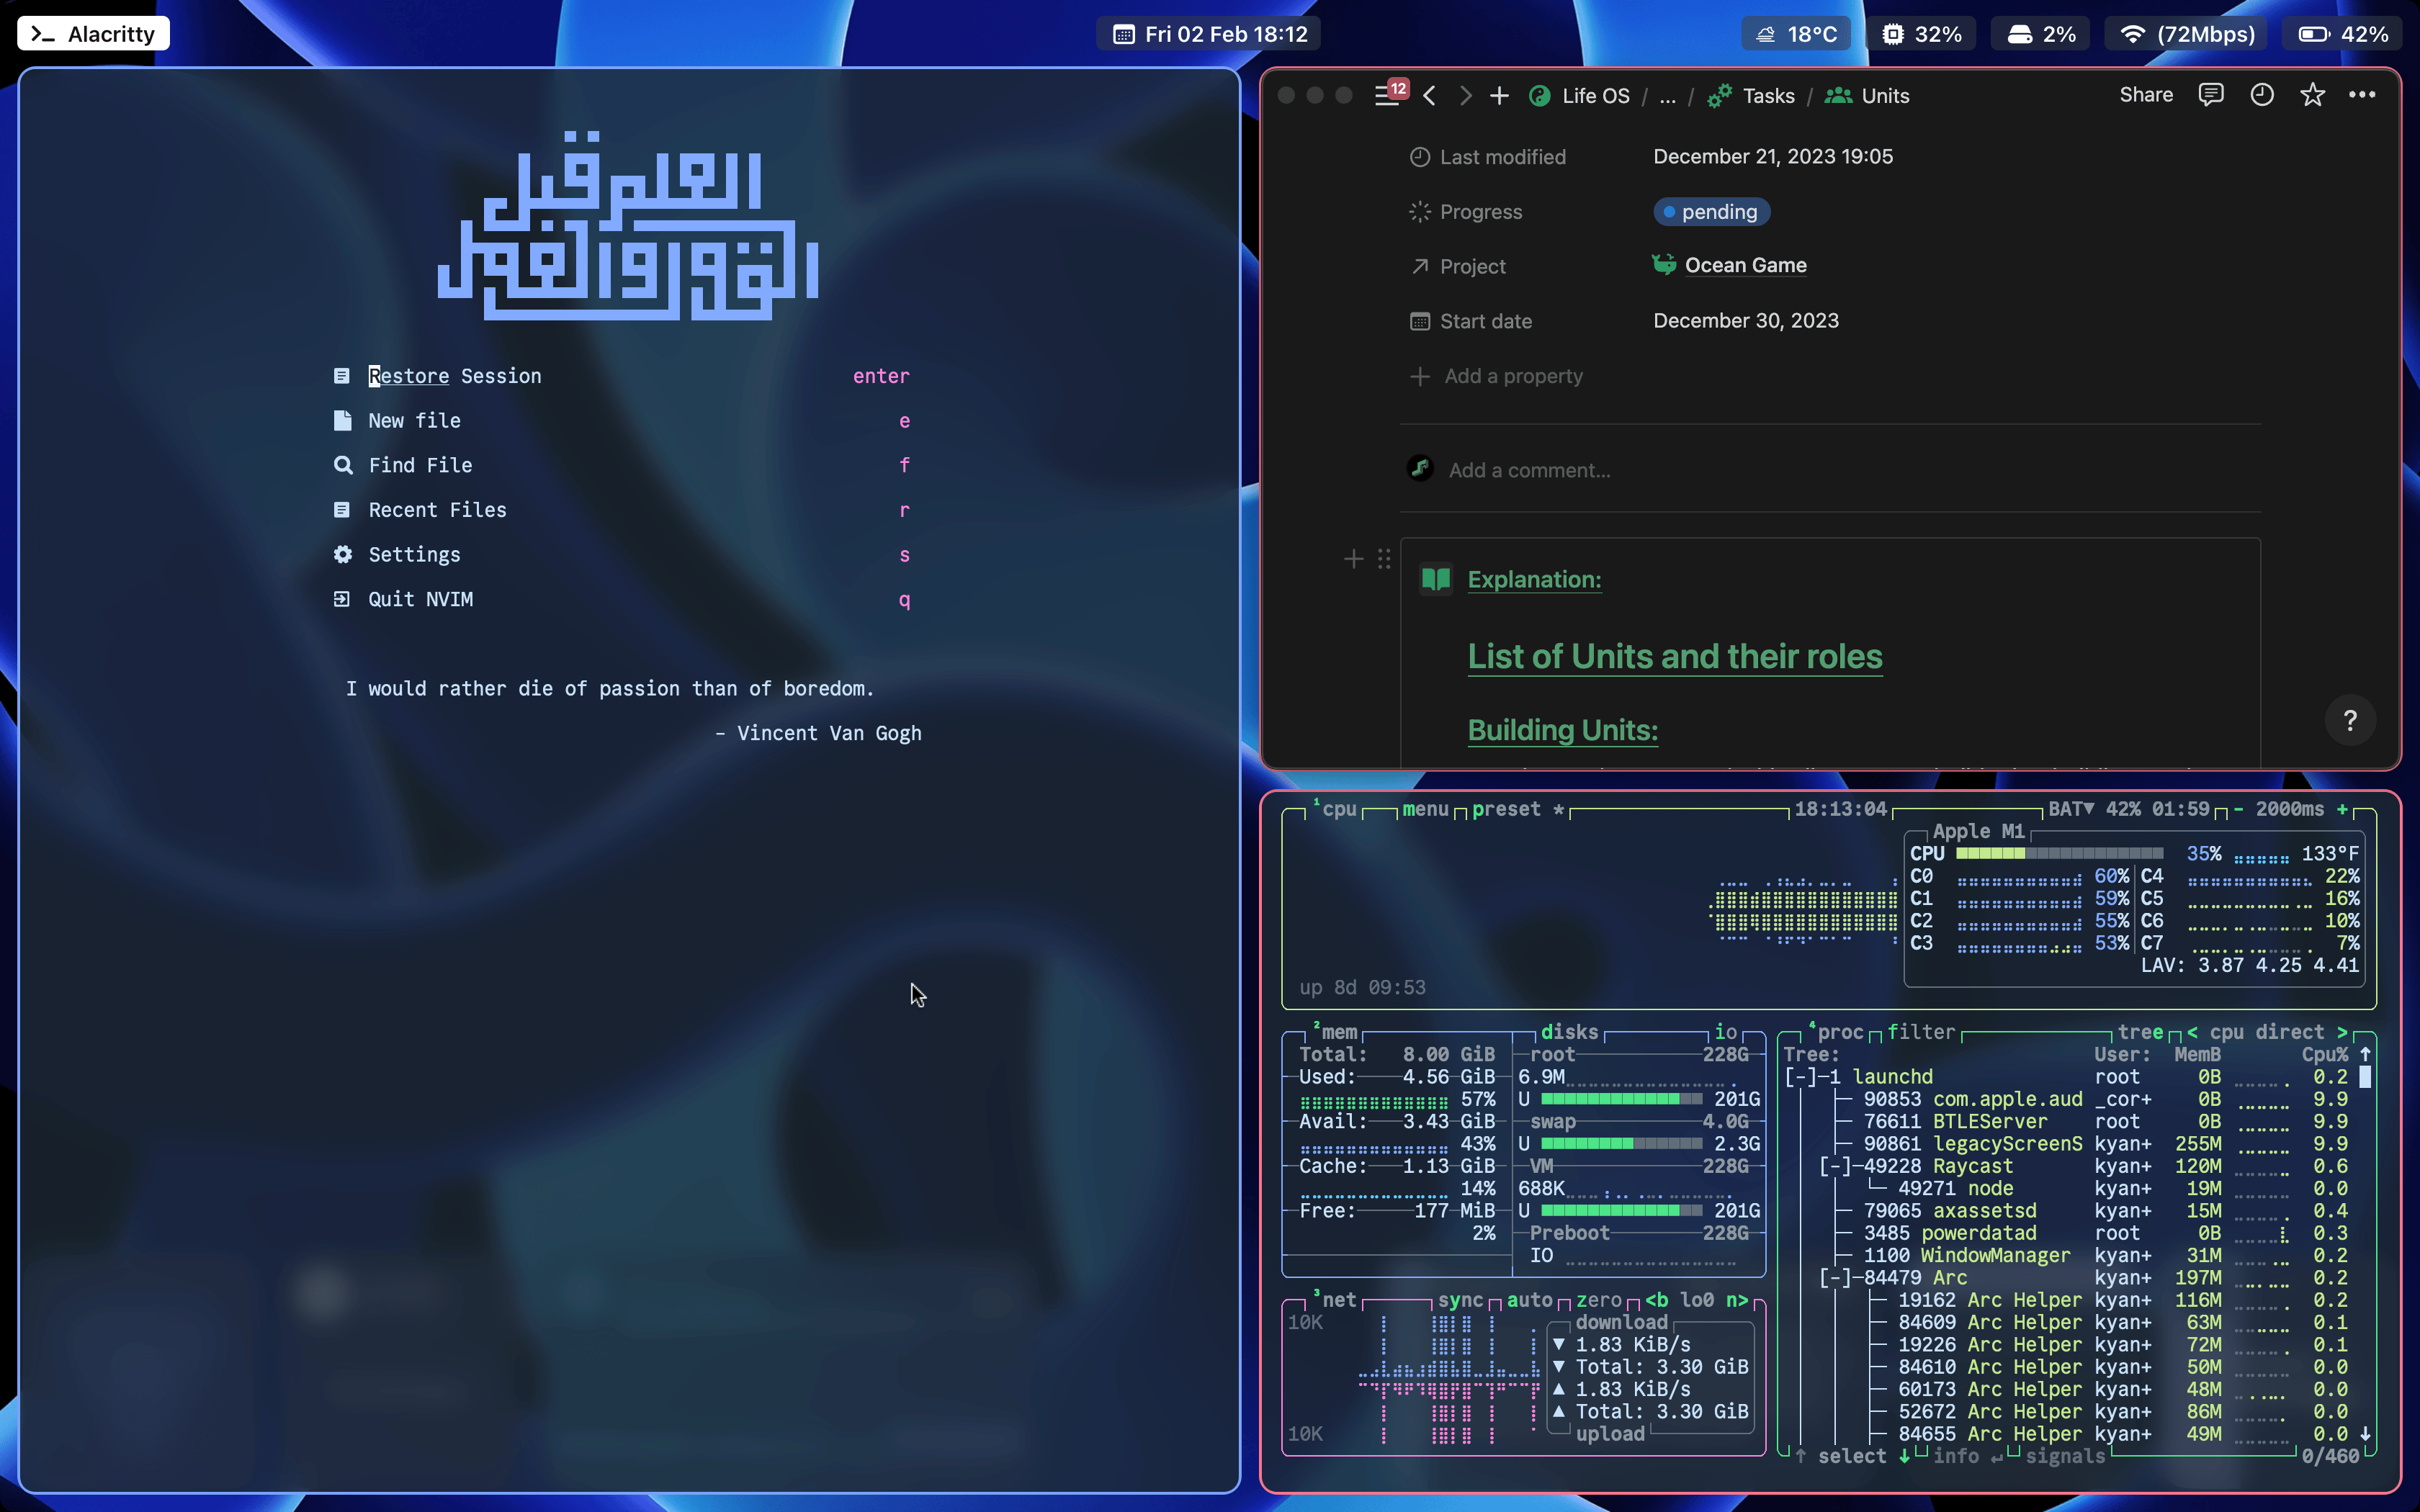 Alacritty
Fri 02 Feb 18:12
18°C
32%
2%
(72Mbps)
42%
العلم قبل
القول والعمل
Restore Session enter
New file e
Find File f
Recent Files r
Settings s
Quit NVIM q
I would rather die of passion than of boredom.
– Vincent Van Gogh
12
Life OS / ... / Tasks / Units
Share
Last modified December 21, 2023 19:05
Progress pending
Project Ocean Game
Start date December 30, 2023
Add a property
Add a comment...
Explanation:
List of Units and their roles
Building Units:
?
¹cpu menu preset * 18:13:04 BAT▼ 42% 01:59 - 2000ms +
Apple M1
CPU 35% 133°F
C0 60% C4 22%
C1 59% C5 16%
C2 55% C6 10%
C3 53% C7 7%
LAV: 3.87 4.25 4.41
up 8d 09:53
²mem
Total: 8.00 GiB
Used: 4.56 GiB
57%
Avail: 3.43 GiB
43%
Cache: 1.13 GiB
14%
Free: 177 MiB
2%
disks io
root 228G
6.9M
U 201G
swap 4.0G
U 2.3G
VM 228G
688K
U 201G
Preboot 228G
IO
³net sync auto zero <b lo0 n>
10K
10K
download
▼ 1.83 KiB/s
▼ Total: 3.30 GiB
▲ 1.83 KiB/s
▲ Total: 3.30 GiB
upload
⁴proc filter tree < cpu direct >
Tree: User: MemB Cpu% ↑
[-]─1 launchd root 0B 0.2
90853 com.apple.aud _cor+ 0B 9.9
76611 BTLEServer root 0B 9.9
90861 legacyScreenS kyan+ 255M 9.9
[-]─49228 Raycast kyan+ 120M 0.6
49271 node kyan+ 19M 0.0
79065 axassetsd kyan+ 15M 0.4
3485 powerdatad root 0B 0.3
1100 WindowManager kyan+ 31M 0.2
[-]─84479 Arc kyan+ 197M 0.2
19162 Arc Helper kyan+ 116M 0.2
84609 Arc Helper kyan+ 63M 0.1
19226 Arc Helper kyan+ 72M 0.1
84610 Arc Helper kyan+ 50M 0.0
60173 Arc Helper kyan+ 48M 0.0
52672 Arc Helper kyan+ 86M 0.0
84655 Arc Helper kyan+ 49M 0.0 ↓
↑ select ↓ info ↵ signals 0/460